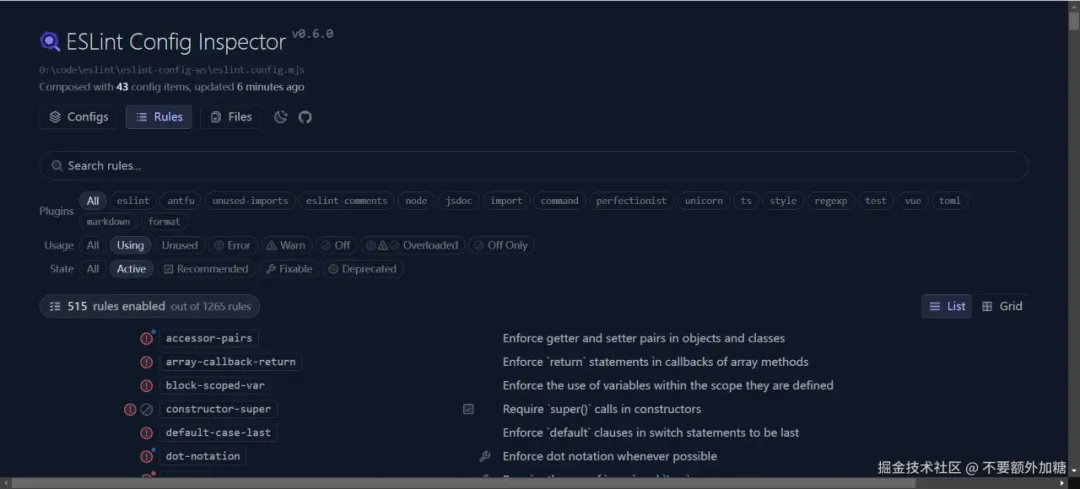 ESLint Config Inspector v0.6.0
D:\code\eslint\eslint-config-ws\eslint.config.mjs
Composed with 43 config items, updated 6 minutes ago
Configs Rules Files
Search rules...
Plugins All eslint antfu unused-imports eslint-comments node jsdoc import command perfectionist unicorn ts style regexp test vue toml
markdown format
Usage All Using Unused Error Warn Off Overloaded Off Only
State All Active Recommended Fixable Deprecated
515 rules enabled out of 1265 rules List Grid
accessor-pairs Enforce getter and setter pairs in objects and classes
array-callback-return Enforce `return` statements in callbacks of array methods
block-scoped-var Enforce the use of variables within the scope they are defined
constructor-super Require `super()` calls in constructors
default-case-last Enforce `default` clauses in switch statements to be last
dot-notation Enforce dot notation whenever possible
掘金技术社区 @ 不要额外加糖